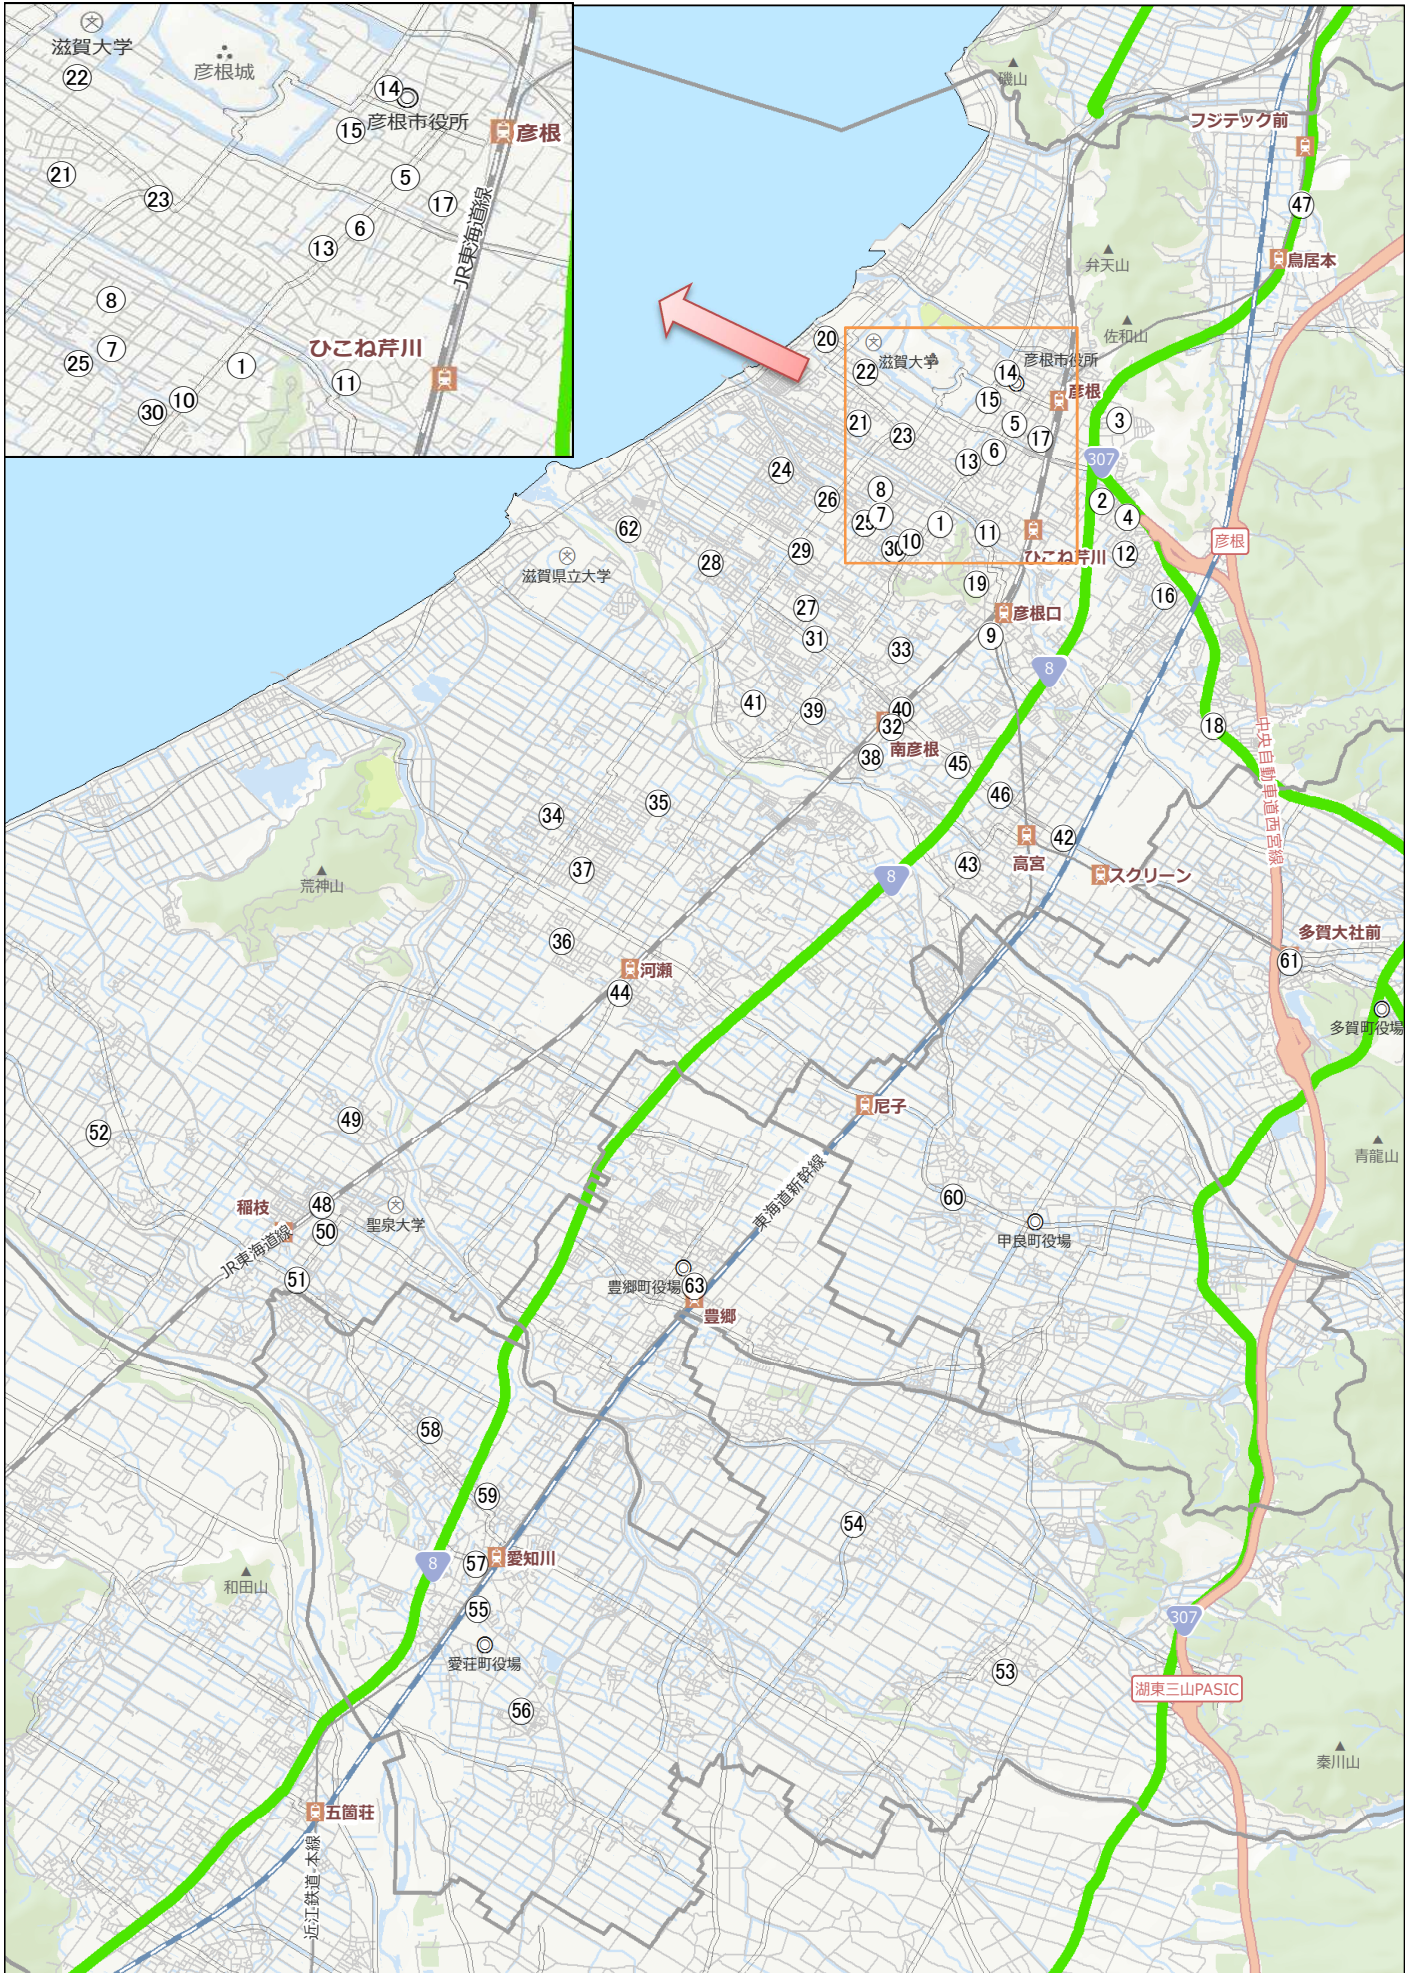 滋賀大学
22
彦根城
14
彦根市役所
15
彦根
21
5
23
17
6
13
JR東海道線
8
7
25
1
ひこね芹川
11
10
30
磯山
フジテック前
47
鳥居本
弁天山
佐和山
20
滋賀大学
22
彦根市役所
14
15
彦根
3
21
5
23
17
6
13
307
24
8
2
26
7
4
25
1
62
11
10
30
ひこね芹川
彦根
29
12
28
滋賀県立大学
19
16
27
彦根口
9
31
33
8
41
40
39
32
18
南彦根
38
45
中央自動車道西宮線
46
35
34
42
高宮
43
スクリーン
37
8
荒神山
多賀大社前
36
61
河瀬
44
多賀町役場
尼子
49
52
青龍山
東海道新幹線
60
48
稲枝
聖泉大学
50
甲良町役場
JR東海道線
51
豊郷町役場
63
豊郷
58
59
54
愛知川
57
8
和田山
55
307
愛荘町役場
53
湖東三山PASIC
56
秦川山
五箇荘
近江鉄道本線